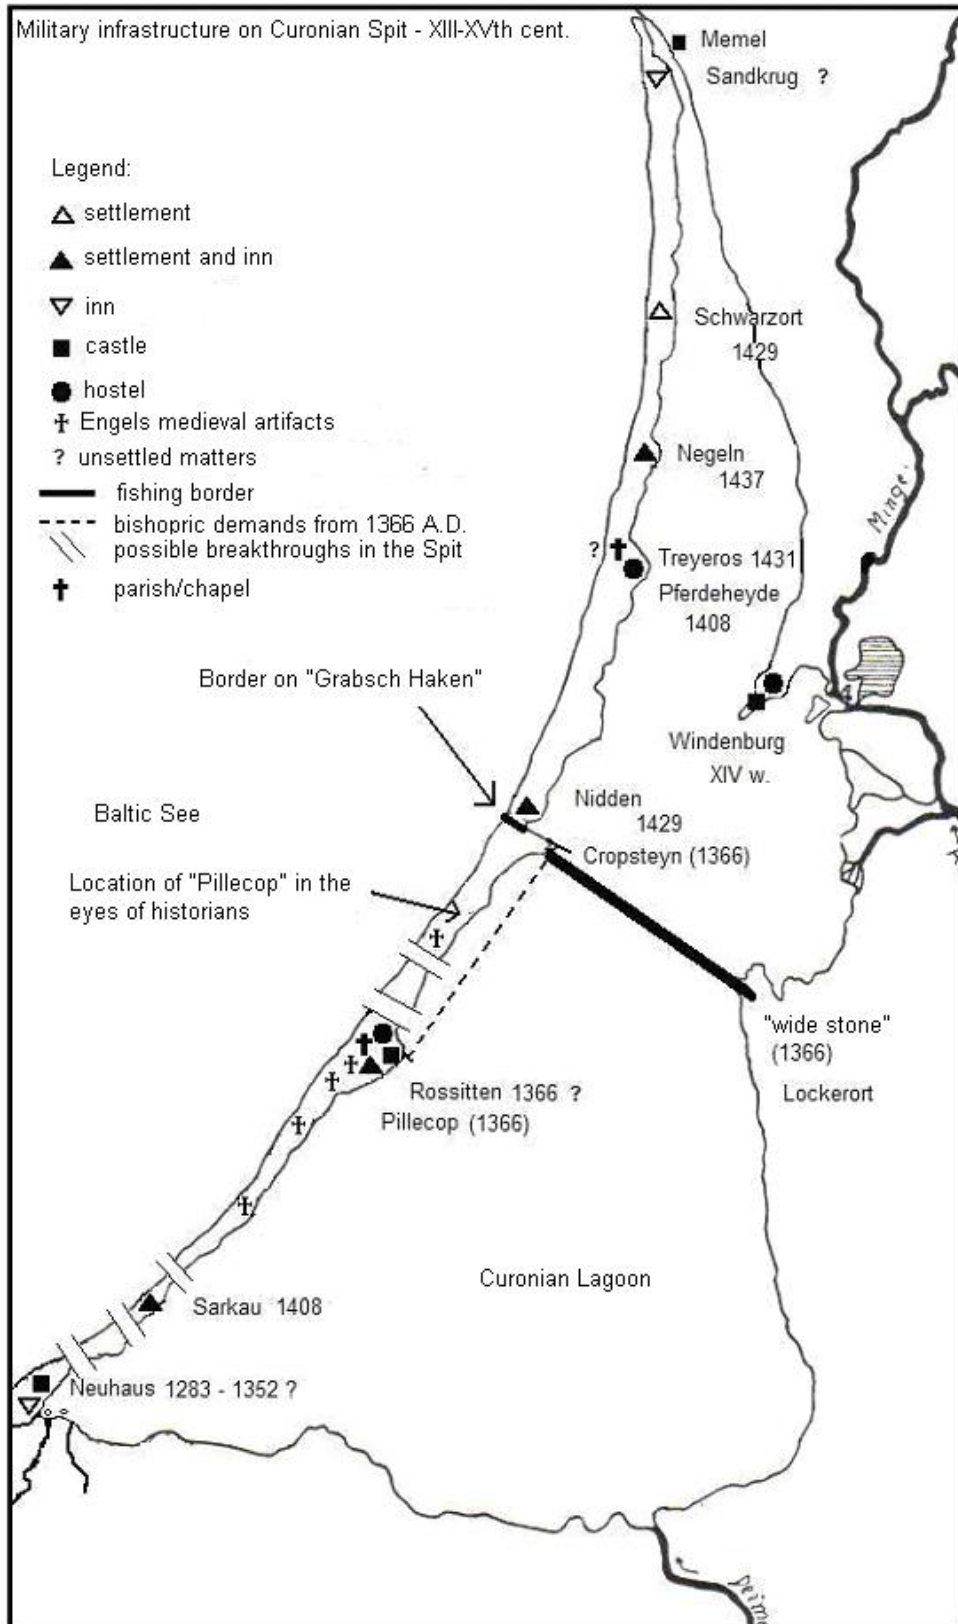 Military infrastructure on Curonian Spit - XIII-XVth cent.
Memel
Sandkrug ?
Legend:
settlement
settlement and inn
inn
castle
hostel
Engels medieval artifacts
? unsettled matters
fishing border
bishopric demands from 1366 A.D.
possible breakthroughs in the Spit
parish/chapel
Schwarzort
1429
Negeln
1437
Minge.
?
Treyeros 1431
Pferdeheyde
1408
Border on "Grabsch Haken"
Windenburg
XIV w.
Baltic See
Nidden
1429
Cropsteyn (1366)
Location of "Pillecop" in the
eyes of historians
"wide stone"
(1366)
Lockerort
Rossitten 1366 ?
Pillecop (1366)
Curonian Lagoon
Sarkau 1408
Neuhaus 1283 - 1352 ?